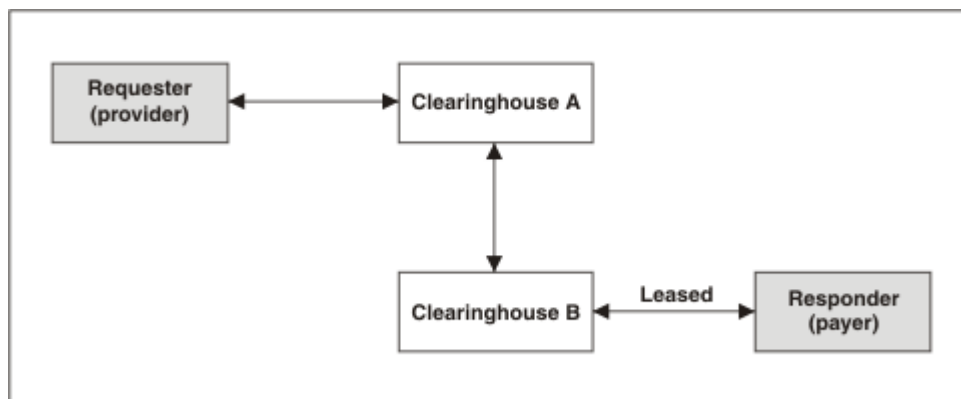 Requester
(provider)
Clearinghouse A
Clearinghouse B
Leased
Responder
(payer)